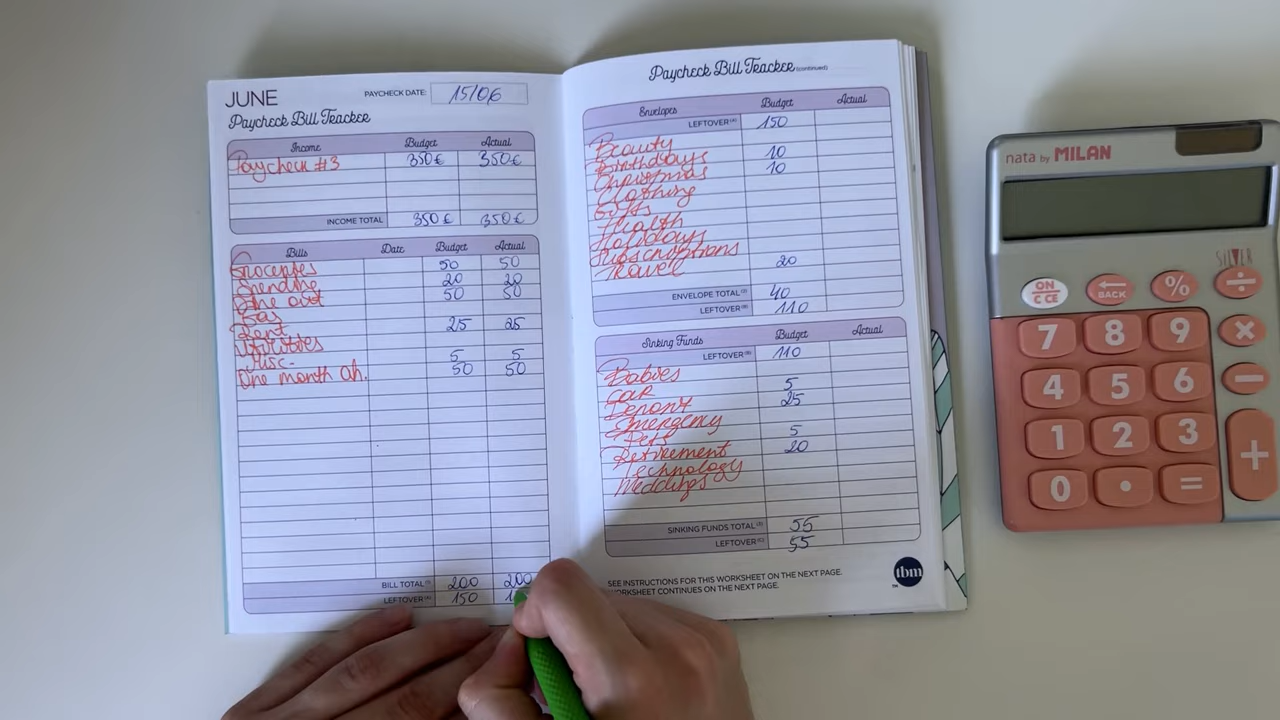 JUNE
PAYCHECK DATE: 15/06
Paycheck Bill Tracker
Income Budget Actual
Paycheck #3 350€ 350€
INCOME TOTAL 350€ 350€
Bills Date Budget Actual
Groceries 50 50
Spending 20 20
Dine out 50 50
Gas
Rent 25 25
Utilities
Misc. 5 5
One month ah. 50 50
BILL TOTAL 200 200
LEFTOVER (A) 150 1
Paycheck Bill Tracker (continued)
Envelopes Budget Actual
LEFTOVER (A) 150
Beauty
Birthdays 10
Christmas 10
Clothing
Gifts
Health
Holidays
Subscriptions
Travel 20
ENVELOPE TOTAL 40
LEFTOVER (B) 110
Sinking Funds Budget Actual
LEFTOVER (B) 110
Babies
Car 5
Deposit 25
Emergency
Pets 5
Retirement 20
Technology
Weddings
SINKING FUNDS TOTAL 55
LEFTOVER (C) 55
SEE INSTRUCTIONS FOR THIS WORKSHEET ON THE NEXT PAGE.
WORKSHEET CONTINUES ON THE NEXT PAGE.
tbm
nata by MILAN
SILVER
ON/C CE BACK % ÷
7 8 9 ×
4 5 6 −
1 2 3 +
0 . =